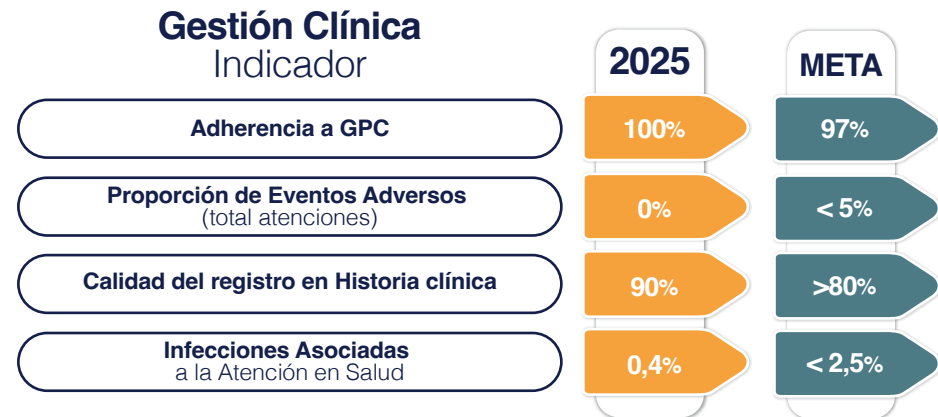 Gestión Clínica
Indicador
2025
META
Adherencia a GPC
100%
97%
Proporción de Eventos Adversos
(total atenciones)
0%
< 5%
Calidad del registro en Historia clínica
90%
>80%
Infecciones Asociadas
a la Atención en Salud
0,4%
< 2,5%